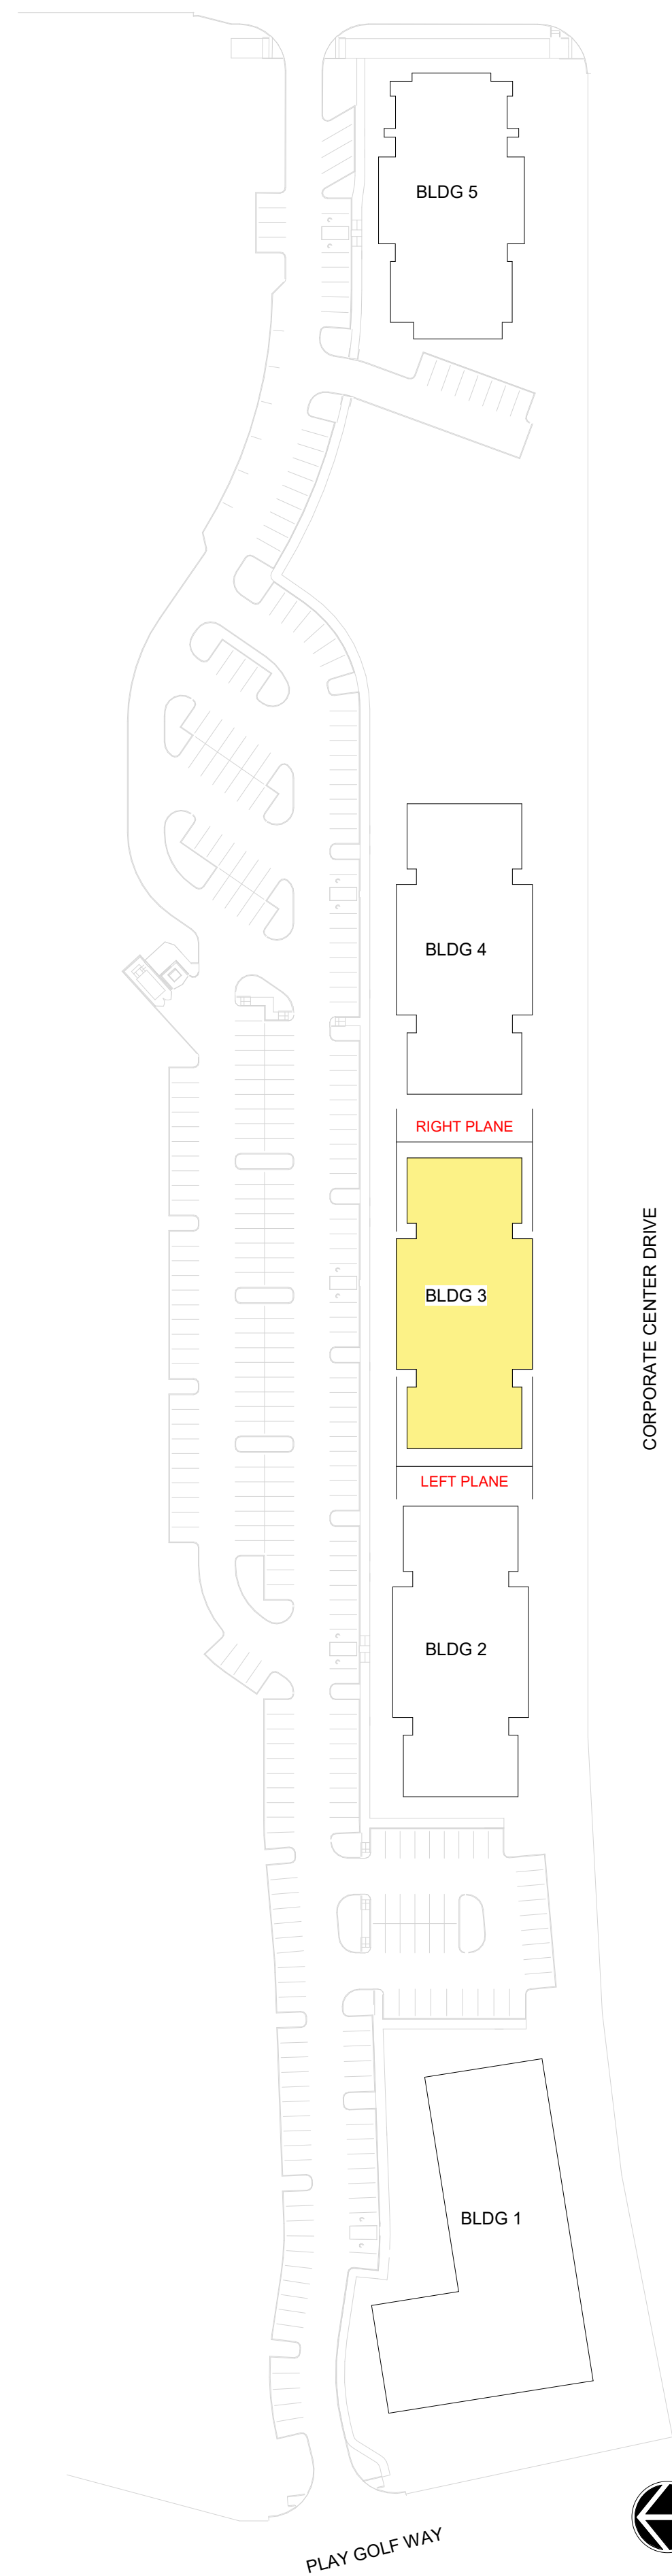 BLDG 5
BLDG 4
RIGHT PLANE
BLDG 3
CORPORATE CENTER DRIVE
LEFT PLANE
BLDG 2
BLDG 1
PLAY GOLF WAY